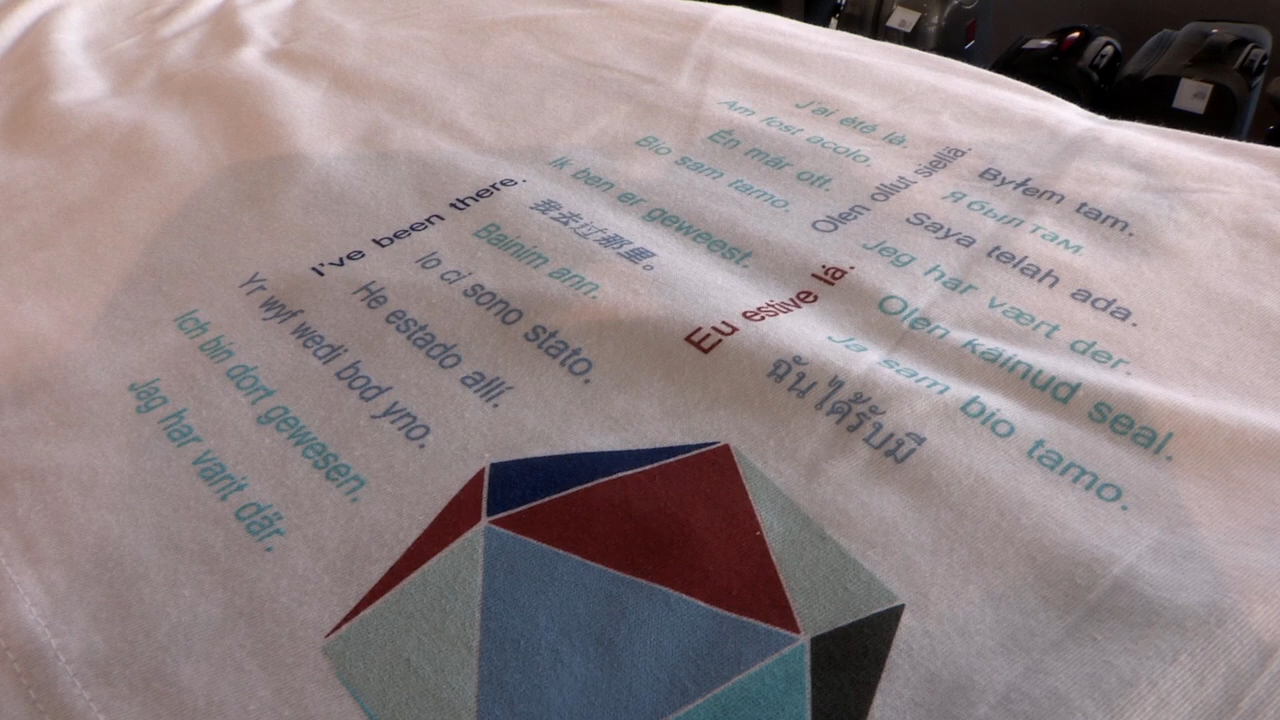 J'ai été là.
Am fost acolo.
Én már ott.
Bio sam tamo.
Ik ben er geweest.
Olen ollut siellä.
Byłem tam.
Я был там.
Saya telah ada.
Jeg har vært der.
Olen käinud seal.
Ja sam bio tamo.
Eu estive lá.
ฉันได้รับมี
I've been there.
我去过那里。
Bainim ann.
Io ci sono stato.
He estado allí.
Yr wyf wedi bod yno.
Ich bin dort gewesen.
Jag har varit där.